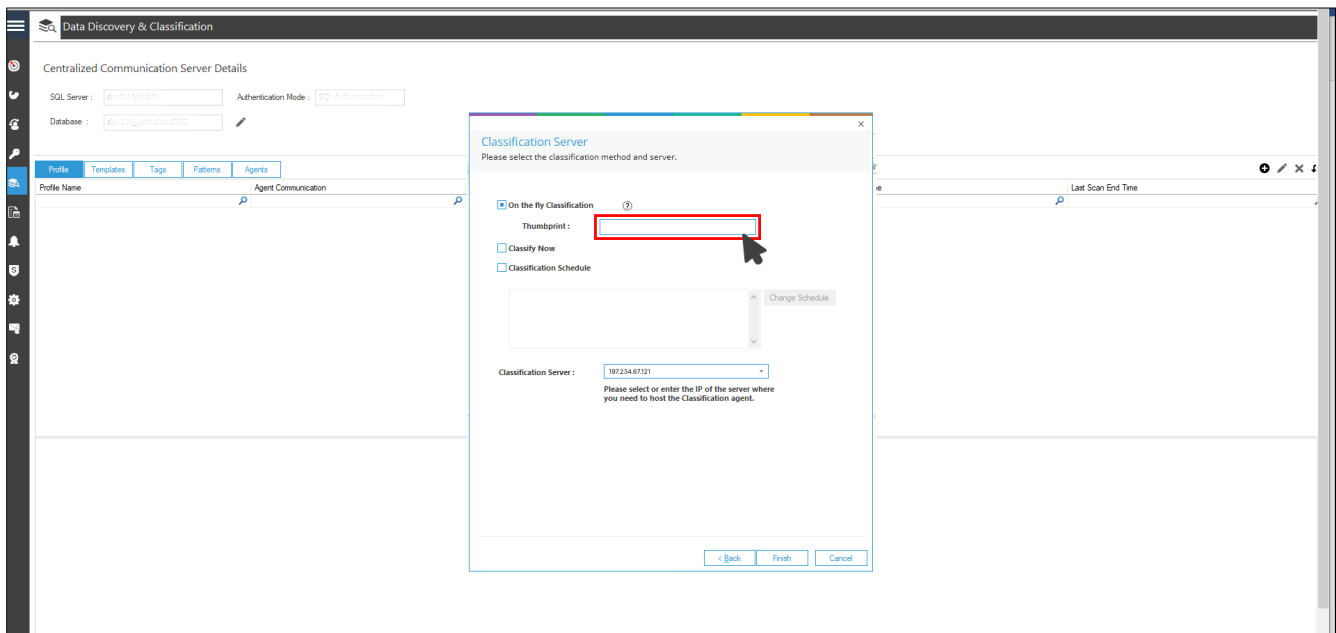 Data Discovery & Classification
Centralized Communication Server Details
SQL Server :
Authentication Mode : SQL Authentication
Database :
Profile Templates Tags Patterns Agents
Profile Name Agent Communication Last Scan End Time
Classification Server
Please select the classification method and server.
On the fly Classification
Thumbprint :
Classify Now
Classification Schedule
Change Schedule
Classification Server : 197.234.67.121
Please select or enter the IP of the server where
you need to host the Classification agent.
< Back Finish Cancel